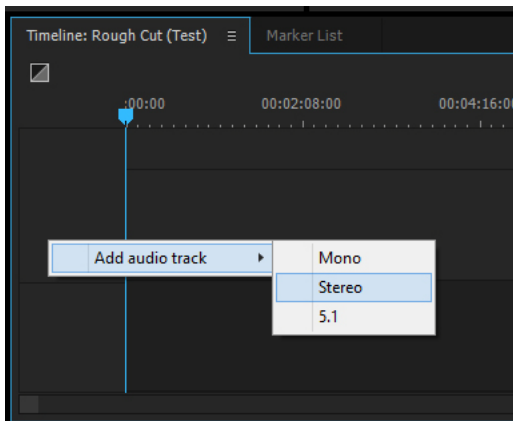 Timeline: Rough Cut (Test) Marker List
:00:00 00:02:08:00 00:04:16:0
Add audio track
Mono
Stereo
5.1